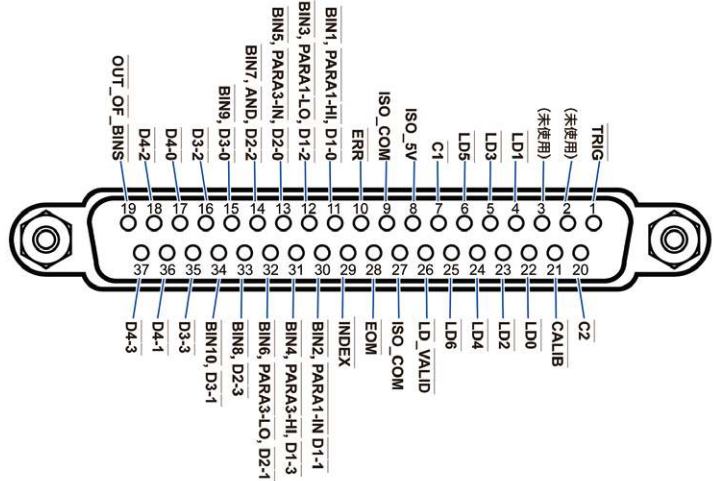 OUT_OF_BINS
D4-2
D4-0
D3-2
BIN9, D3-0
BIN7, AND, D2-2
BIN5, PARA3-IN, D2-0
BIN3, PARA1-LO, D1-2
BIN1, PARA1-HI, D1-0
ERR
ISO_COM
ISO_5V
C1
LD5
LD3
LD1
(未使用)
(未使用)
TRIG
19 18 17 16 15 14 13 12 11 10 9 8 7 6 5 4 3 2 1
37 36 35 34 33 32 31 30 29 28 27 26 25 24 23 22 21 20
D4-3
D4-1
D3-3
BIN10, D3-1
BIN8, D2-3
BIN6, PARA3-LO, D2-1
BIN4, PARA3-HI, D1-3
BIN2, PARA1-IN D1-1
INDEX
EOM
ISO_COM
LD_VALID
LD6
LD4
LD2
LD0
CALIB
C2